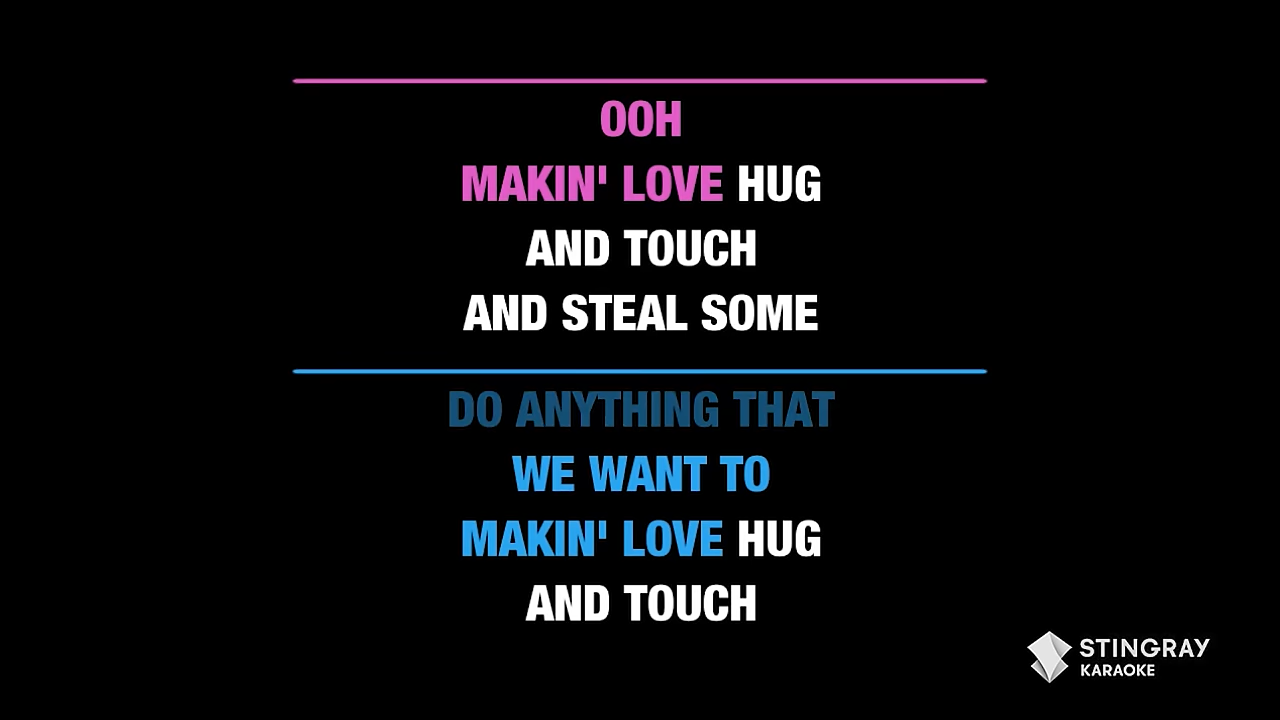 OOH
MAKIN' LOVE HUG
AND TOUCH
AND STEAL SOME
DO ANYTHING THAT
WE WANT TO
MAKIN' LOVE HUG
AND TOUCH
STINGRAY
KARAOKE